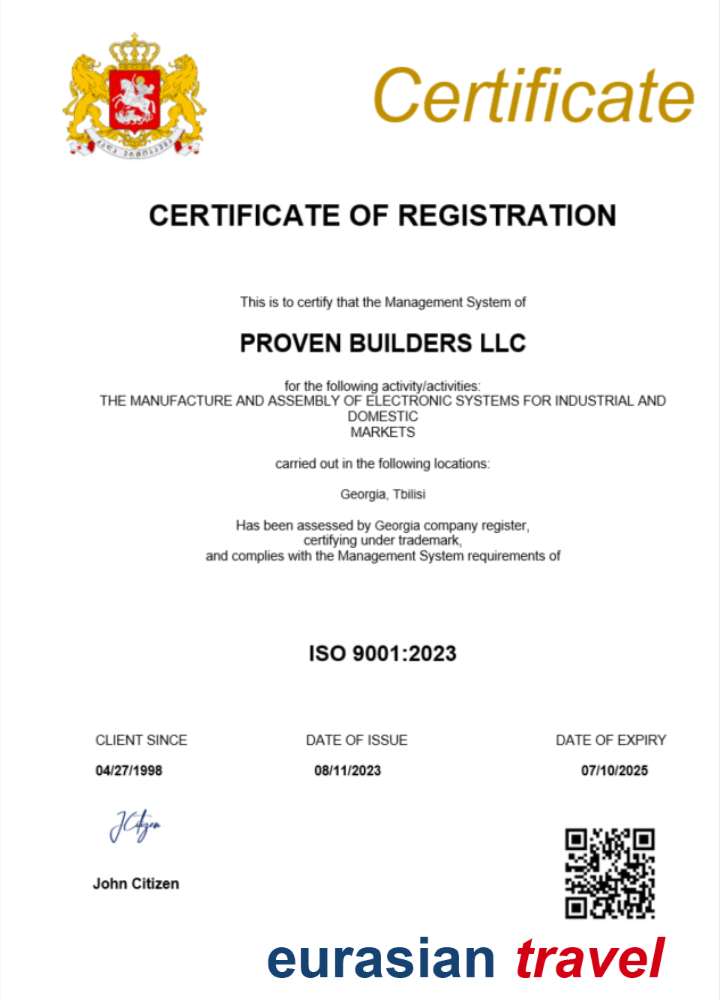 Certificate
CERTIFICATE OF REGISTRATION
This is to certify that the Management System of
PROVEN BUILDERS LLC
for the following activity/activities:
THE MANUFACTURE AND ASSEMBLY OF ELECTRONIC SYSTEMS FOR INDUSTRIAL AND
DOMESTIC
MARKETS
carried out in the following locations:
Georgia, Tbilisi
Has been assessed by Georgia company register,
certifying under trademark,
and complies with the Management System requirements of
ISO 9001:2023
CLIENT SINCE DATE OF ISSUE DATE OF EXPIRY
04/27/1998 08/11/2023 07/10/2025
JCitizen
John Citizen
eurasian travel